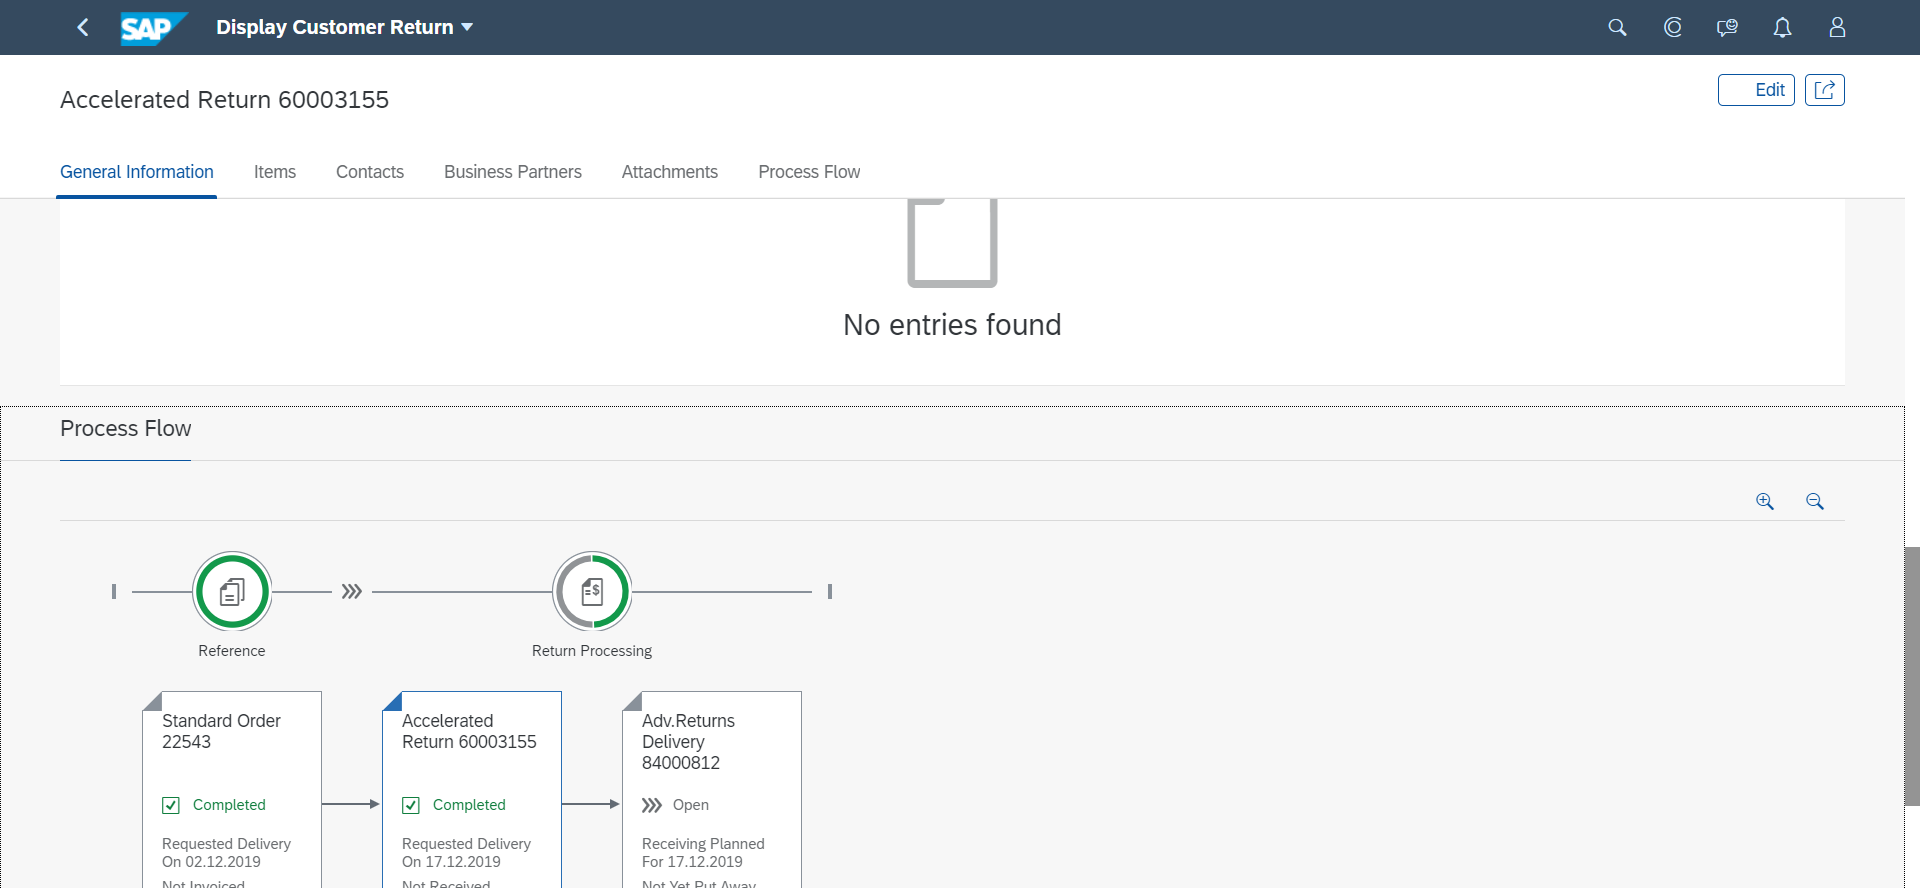 SAP Display Customer Return
Accelerated Return 60003155
Edit
General Information Items Contacts Business Partners Attachments Process Flow
No entries found
Process Flow
Reference Return Processing
Standard Order
22543
Completed
Requested Delivery
On 02.12.2019
Not Invoiced
Accelerated
Return 60003155
Completed
Requested Delivery
On 17.12.2019
Not Received
Adv.Returns
Delivery
84000812
Open
Receiving Planned
For 17.12.2019
Not Yet Put Away